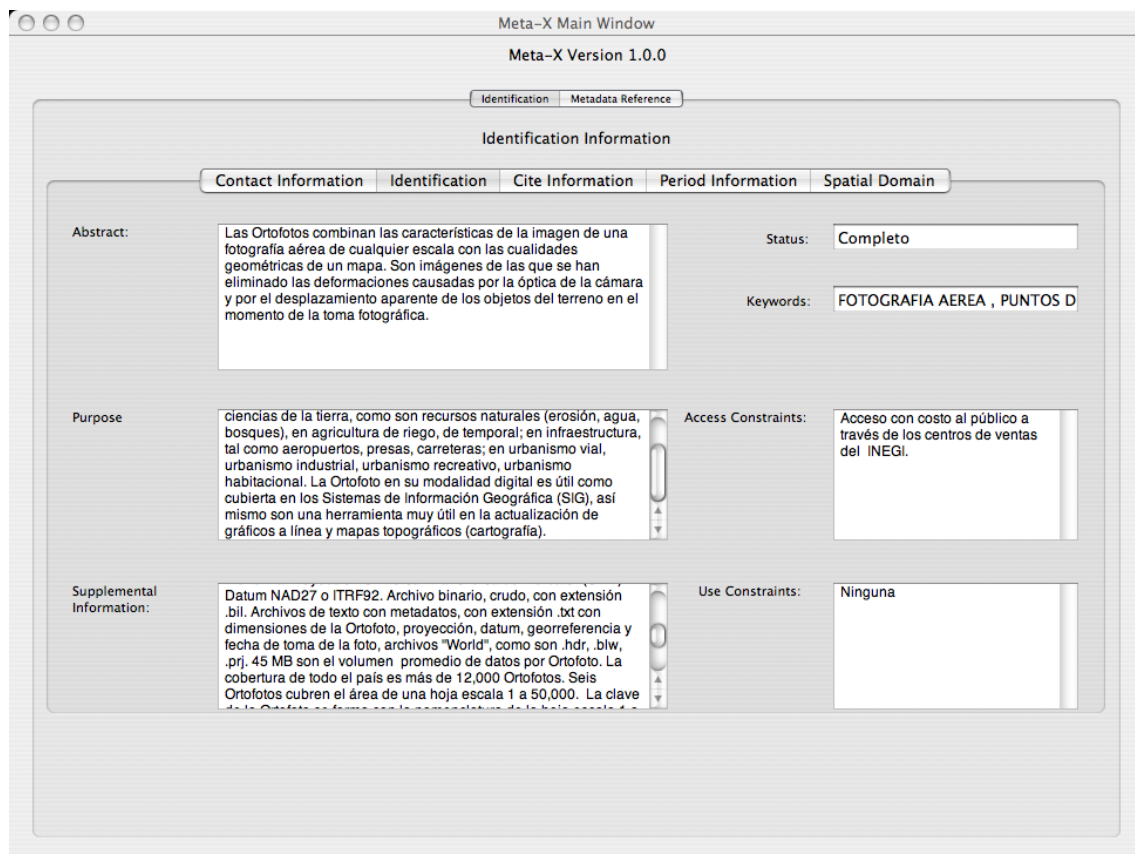 Meta-X Main Window
Meta-X Version 1.0.0
Identification Metadata Reference
Identification Information
Contact Information Identification Cite Information Period Information Spatial Domain
Abstract:
Las Ortofotos combinan las características de la imagen de una
fotografía aérea de cualquier escala con las cualidades
geométricas de un mapa. Son imágenes de las que se han
eliminado las deformaciones causadas por la óptica de la cámara
y por el desplazamiento aparente de los objetos del terreno en el
momento de la toma fotográfica.
Status:
Completo
Keywords:
FOTOGRAFIA AEREA , PUNTOS D
Purpose
ciencias de la tierra, como son recursos naturales (erosión, agua,
bosques), en agricultura de riego, de temporal; en infraestructura,
tal como aeropuertos, presas, carreteras; en urbanismo vial,
urbanismo industrial, urbanismo recreativo, urbanismo
habitacional. La Ortofoto en su modalidad digital es útil como
cubierta en los Sistemas de Información Geográfica (SIG), así
mismo son una herramienta muy útil en la actualización de
gráficos a línea y mapas topográficos (cartografía).
Access Constraints:
Acceso con costo al público a
través de los centros de ventas
del INEGI.
Supplemental
Information:
Datum NAD27 o ITRF92. Archivo binario, crudo, con extensión
.bil. Archivos de texto con metadatos, con extensión .txt con
dimensiones de la Ortofoto, proyección, datum, georreferencia y
fecha de toma de la foto, archivos "World", como son .hdr, .blw,
.prj. 45 MB son el volumen promedio de datos por Ortofoto. La
cobertura de todo el país es más de 12,000 Ortofotos. Seis
Ortofotos cubren el área de una hoja escala 1 a 50,000. La clave
Use Constraints:
Ninguna